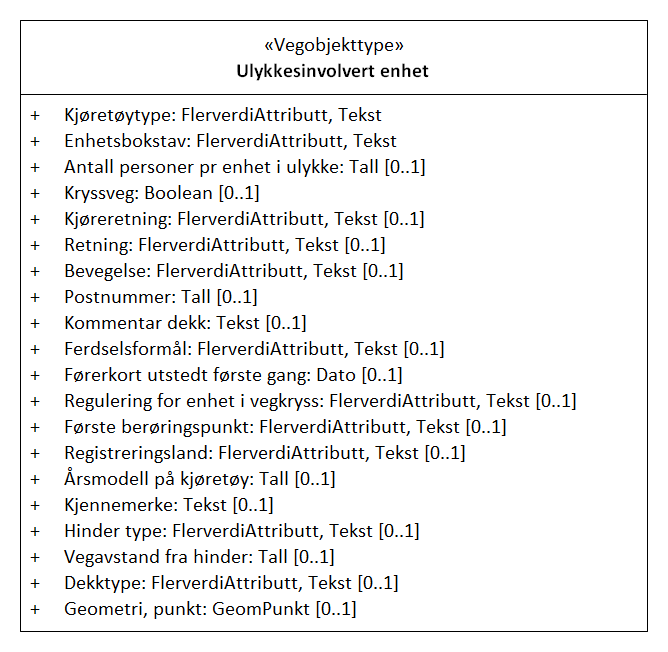 «Vegobjekttype»
Ulykkesinvolvert enhet
+ Kjøretøytype: FlerverdiAttributt, Tekst
+ Enhetsbokstav: FlerverdiAttributt, Tekst
+ Antall personer pr enhet i ulykke: Tall [0..1]
+ Kryssveg: Boolean [0..1]
+ Kjøreretning: FlerverdiAttributt, Tekst [0..1]
+ Retning: FlerverdiAttributt, Tekst [0..1]
+ Bevegelse: FlerverdiAttributt, Tekst [0..1]
+ Postnummer: Tall [0..1]
+ Kommentar dekk: Tekst [0..1]
+ Ferdselsformål: FlerverdiAttributt, Tekst [0..1]
+ Førerkort utstedt første gang: Dato [0..1]
+ Regulering for enhet i vegkryss: FlerverdiAttributt, Tekst [0..1]
+ Første berøringspunkt: FlerverdiAttributt, Tekst [0..1]
+ Registreringsland: FlerverdiAttributt, Tekst [0..1]
+ Årsmodell på kjøretøy: Tall [0..1]
+ Kjennemerke: Tekst [0..1]
+ Hinder type: FlerverdiAttributt, Tekst [0..1]
+ Vegavstand fra hinder: Tall [0..1]
+ Dekktype: FlerverdiAttributt, Tekst [0..1]
+ Geometri, punkt: GeomPunkt [0..1]